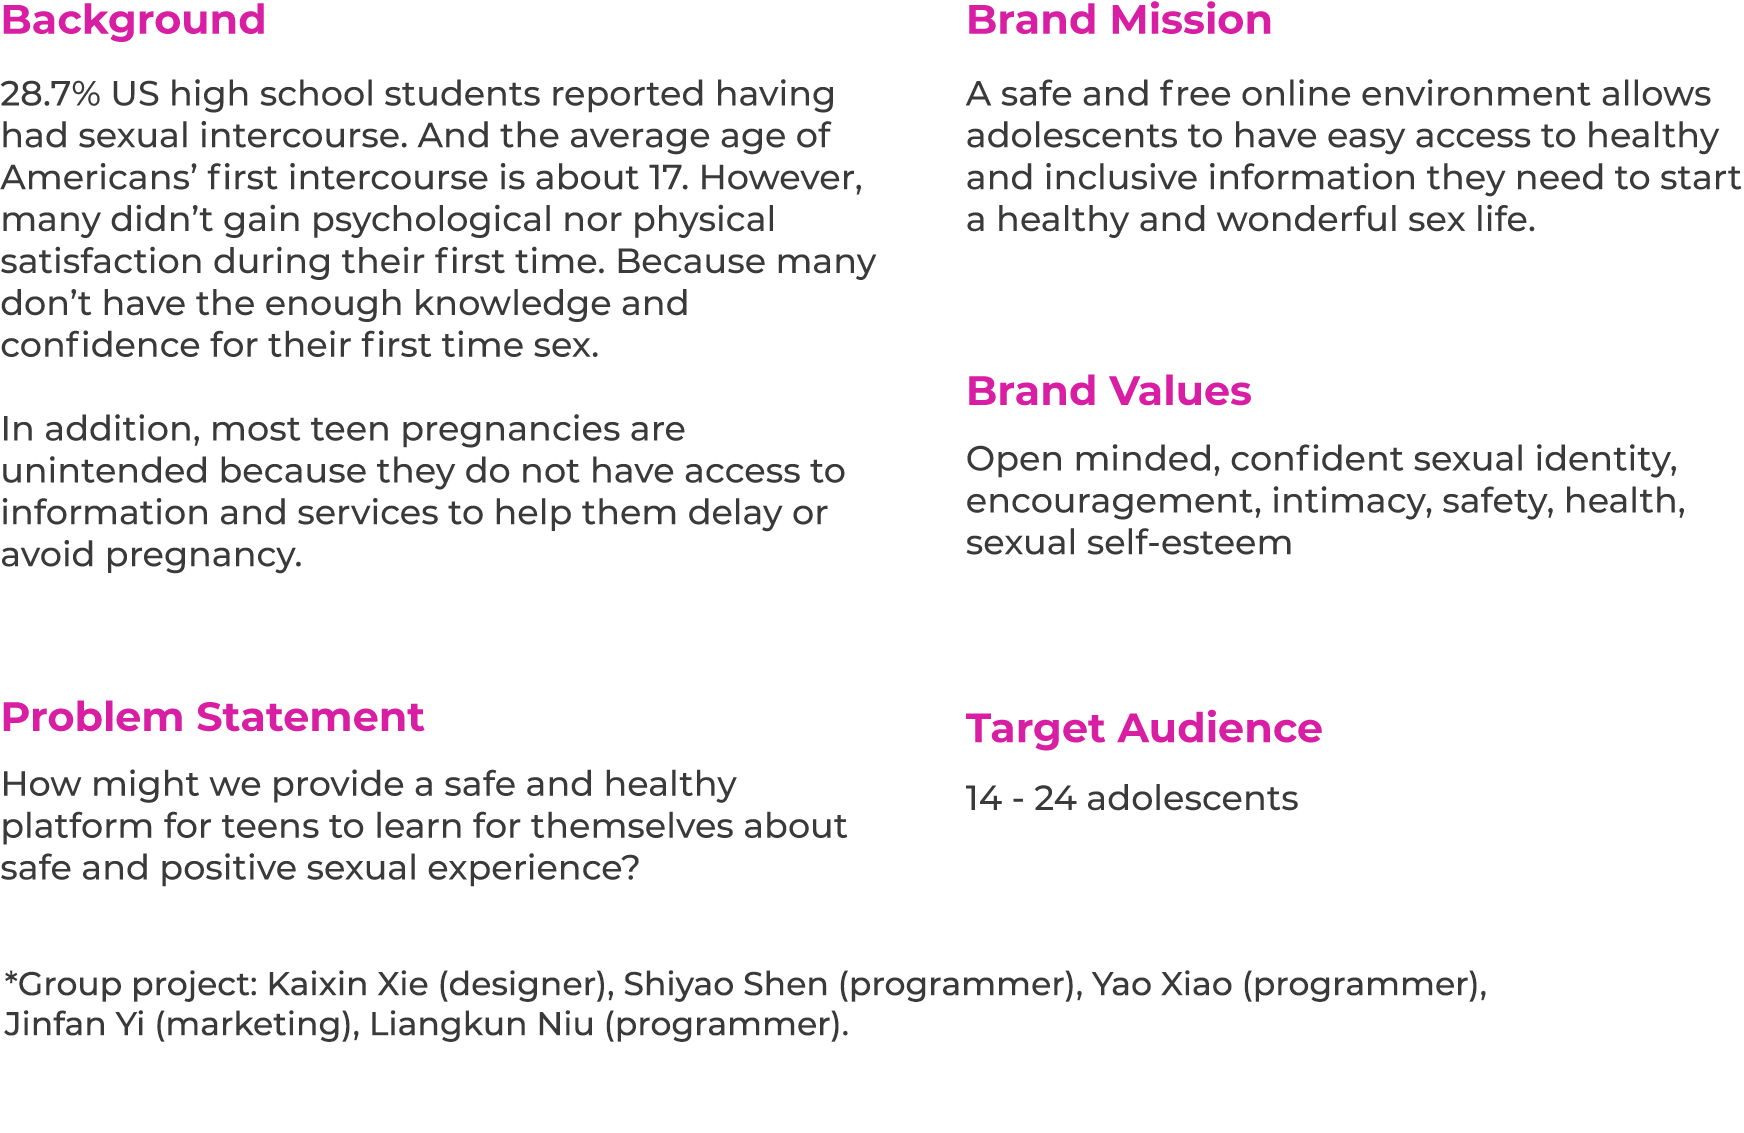 Background
28.7% US high school students reported having
had sexual intercourse. And the average age of
Americans’ first intercourse is about 17. However,
many didn’t gain psychological nor physical
satisfaction during their first time. Because many
don’t have the enough knowledge and
confidence for their first time sex.
In addition, most teen pregnancies are
unintended because they do not have access to
information and services to help them delay or
avoid pregnancy.
Problem Statement
How might we provide a safe and healthy
platform for teens to learn for themselves about
safe and positive sexual experience?
Brand Mission
A safe and free online environment allows
adolescents to have easy access to healthy
and inclusive information they need to start
a healthy and wonderful sex life.
Brand Values
Open minded, confident sexual identity,
encouragement, intimacy, safety, health,
sexual self-esteem
Target Audience
14 - 24 adolescents
*Group project: Kaixin Xie (designer), Shiyao Shen (programmer), Yao Xiao (programmer),
Jinfan Yi (marketing), Liangkun Niu (programmer).